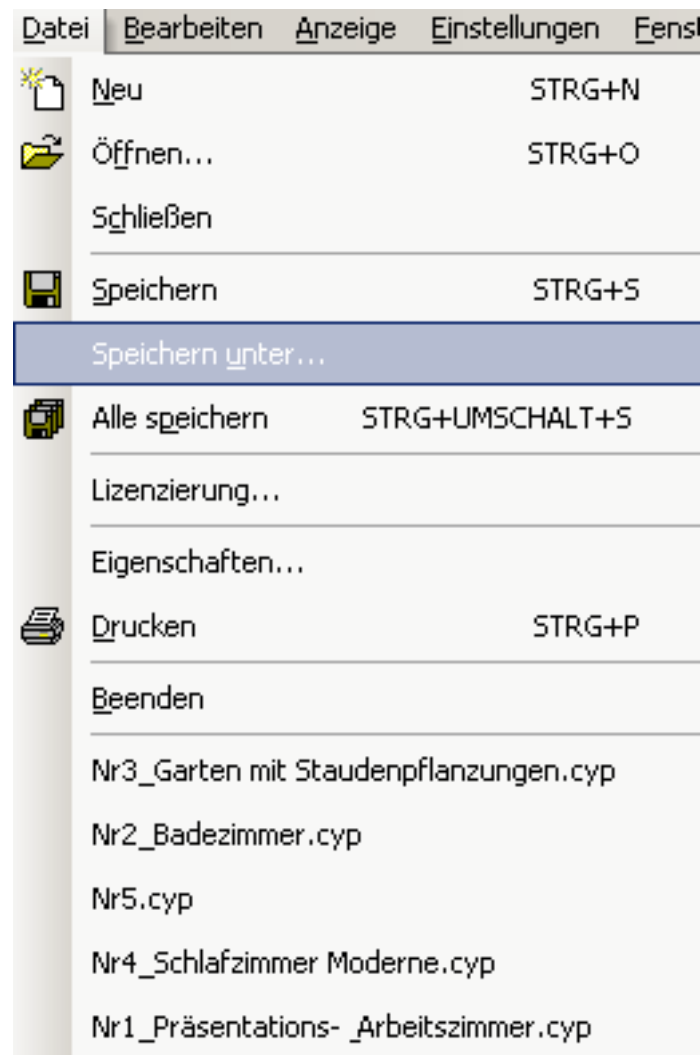 Datei Bearbeiten Anzeige Einstellungen Fenst
Neu STRG+N
Öffnen... STRG+O
Schließen
Speichern STRG+S
Speichern unter...
Alle speichern STRG+UMSCHALT+S
Lizenzierung...
Eigenschaften...
Drucken STRG+P
Beenden
Nr3_Garten mit Staudenpflanzungen.cyp
Nr2_Badezimmer.cyp
Nr5.cyp
Nr4_Schlafzimmer Moderne.cyp
Nr1_Präsentations- _Arbeitszimmer.cyp